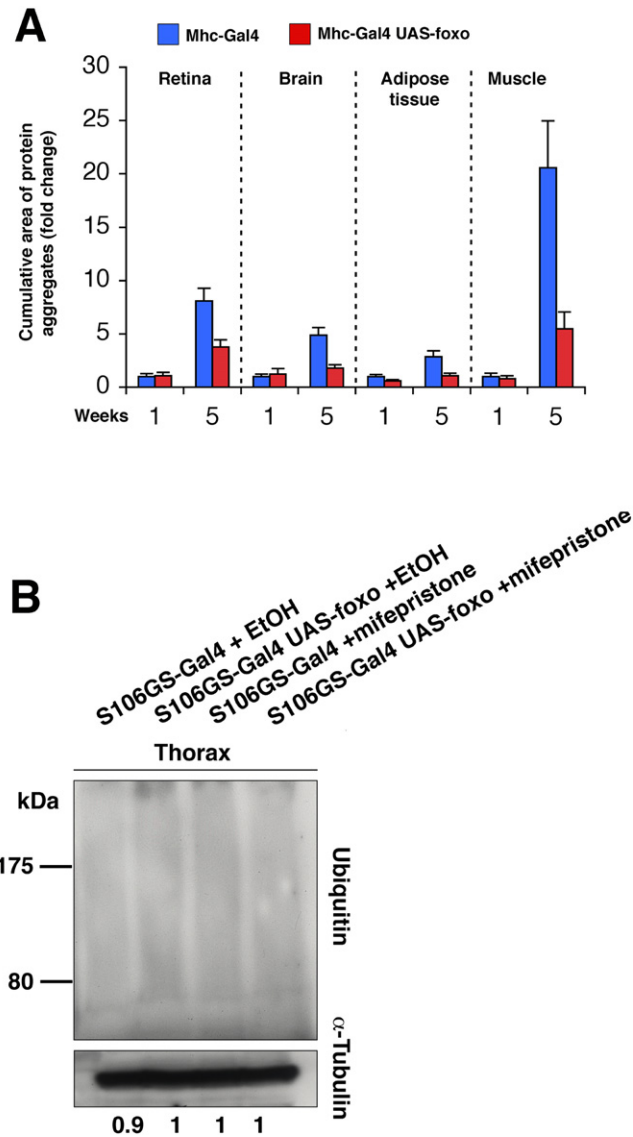 A
Mhc-Gal4 Mhc-Gal4 UAS-foxo
Cumulative area of protein
aggregates (fold change)
30
25
20
15
10
5
0
Retina Brain Adipose Muscle
tissue
Weeks 1 5 1 5 1 5 1 5
B
S106GS-Gal4 + EtOH
S106GS-Gal4 UAS-foxo +EtOH
S106GS-Gal4 +mifepristone
S106GS-Gal4 UAS-foxo +mifepristone
Thorax
kDa
175
80
Ubiquitin
α-Tubulin
0.9 1 1 1